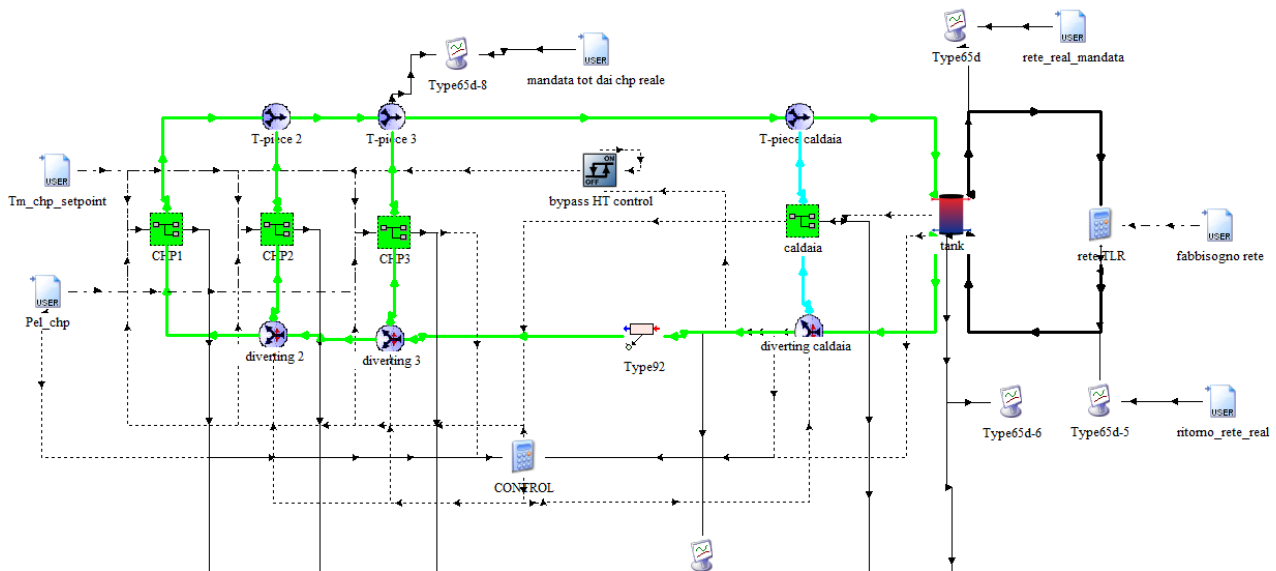 USER
Type65d
rete_real_mandata
USER
Type65d-8
mandata tot dai chp reale
T-piece 2
T-piece 3
T-piece caldaia
USER
Tm_chp_setpoint
ON
OFF
bypass HT control
CHP1
CHP2
CHP3
caldaia
tank
rete TLR
USER
fabbisogno rete
USER
Pel_chp
diverting 2
diverting 3
Type92
diverting caldaia
Type65d-6
Type65d-5
USER
ritorno_rete_real
CONTROL